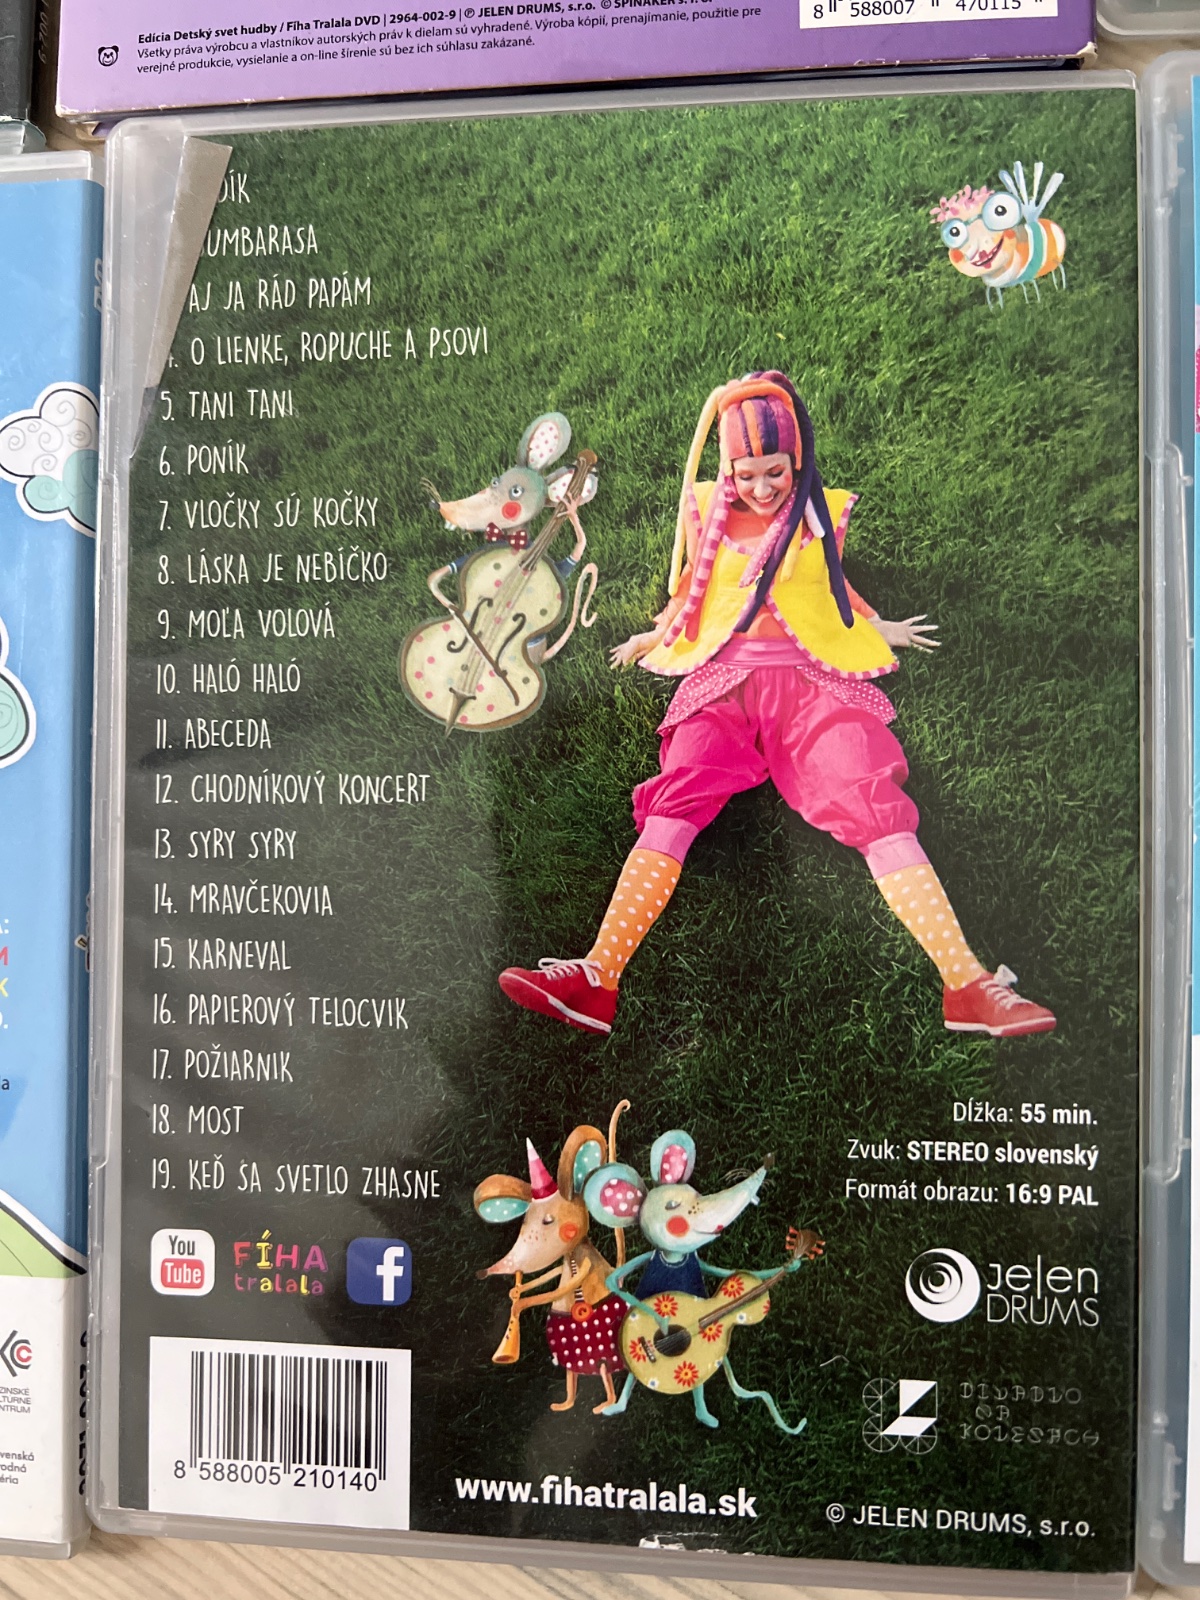 Edícia Detský svet hudby / Fíha Tralala DVD | 2964-002-9 | ℗ JELEN DRUMS, s.r.o. © SPINAKER s. r. o.
Všetky práva výrobcu a vlastníkov autorských práv k dielam sú vyhradené. Výroba kópií, prenajímanie, použitie pre
verejné produkcie, vysielanie a on-line šírenie sú bez ich súhlasu zakázané.
8 588007 470115
ÍK
UMBARASA
AJ JA RÁD PAPÁM
4. O LIENKE, ROPUCHE A PSOVI
5. TANI TANI
6. PONÍK
7. VLOČKY SÚ KOČKY
8. LÁSKA JE NEBÍČKO
9. MOĽA VOLOVÁ
10. HALÓ HALÓ
11. ABECEDA
12. CHODNÍKOVÝ KONCERT
13. SYRY SYRY
14. MRAVČEKOVIA
15. KARNEVAL
16. PAPIEROVÝ TELOCVIK
17. POŽIARNIK
18. MOST
19. KEĎ SA SVETLO ZHASNE
Dĺžka: 55 min.
Zvuk: STEREO slovenský
Formát obrazu: 16:9 PAL
You
Tube
FÍHA
tralala
f
Jelen
DRUMS
DIVADLO
NA
KOLESÁCH
8 588005 210140
www.fihatralala.sk
© JELEN DRUMS, s.r.o.